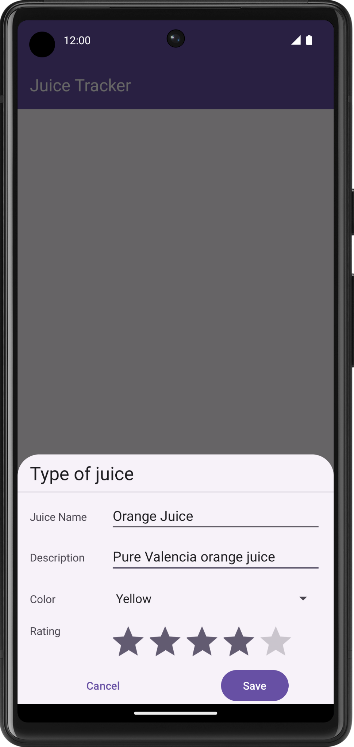 12:00
Juice Tracker
Type of juice
Juice Name Orange Juice
Description Pure Valencia orange juice
Color Yellow
Rating
Cancel Save